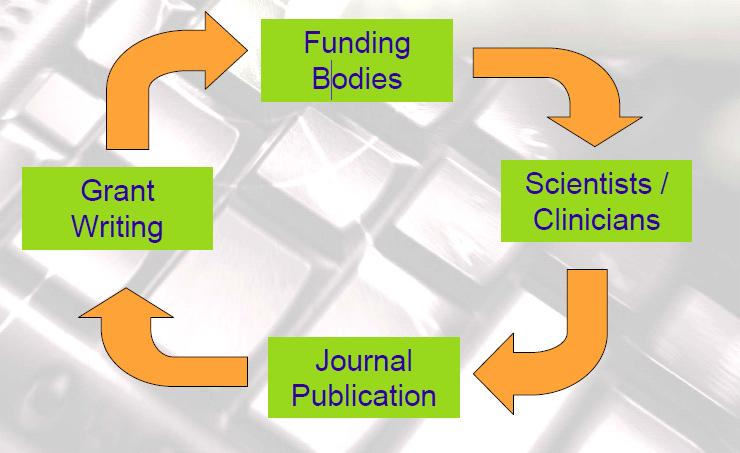 Funding
Bodies
Scientists /
Clinicians
Grant
Writing
Journal
Publication